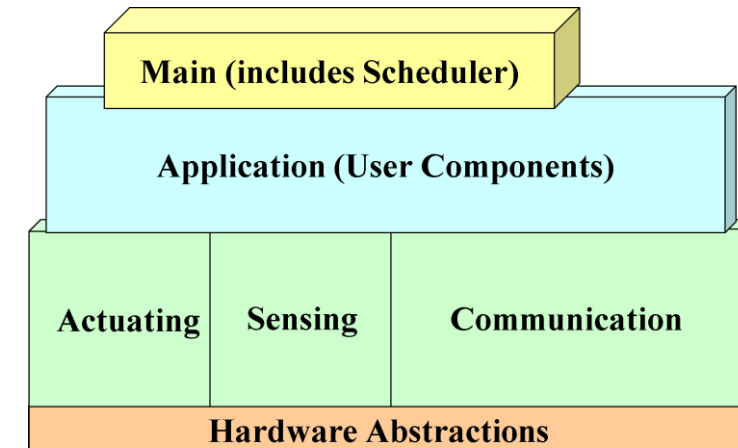 Main (includes Scheduler)
Application (User Components)
Actuating Sensing Communication
Hardware Abstractions